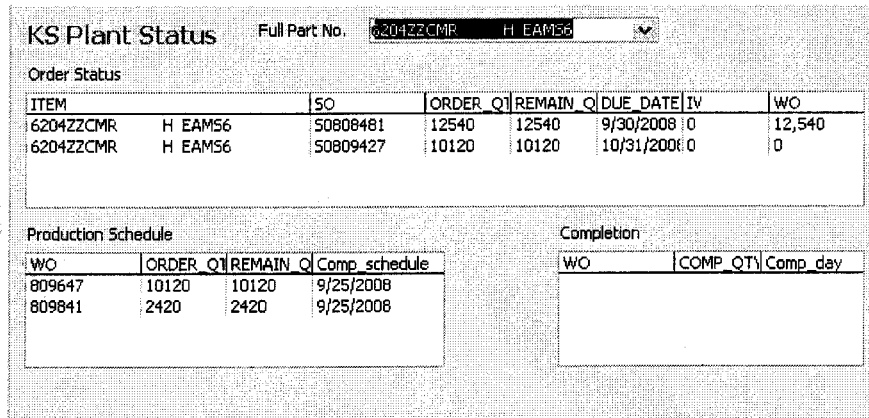 KS Plant Status Full Part No. 6204ZZCMR H EAMS6
Order Status
ITEM SO ORDER_QT REMAIN_Q DUE_DATE IV WO
6204ZZCMR H EAMS6 S0808481 12540 12540 9/30/2008 0 12,540
6204ZZCMR H EAMS6 S0809427 10120 10120 10/31/200 0 0
Production Schedule Completion
WO ORDER_QT REMAIN_Q Comp_schedule WO COMP_QTY Comp_day
809647 10120 10120 9/25/2008
809841 2420 2420 9/25/2008